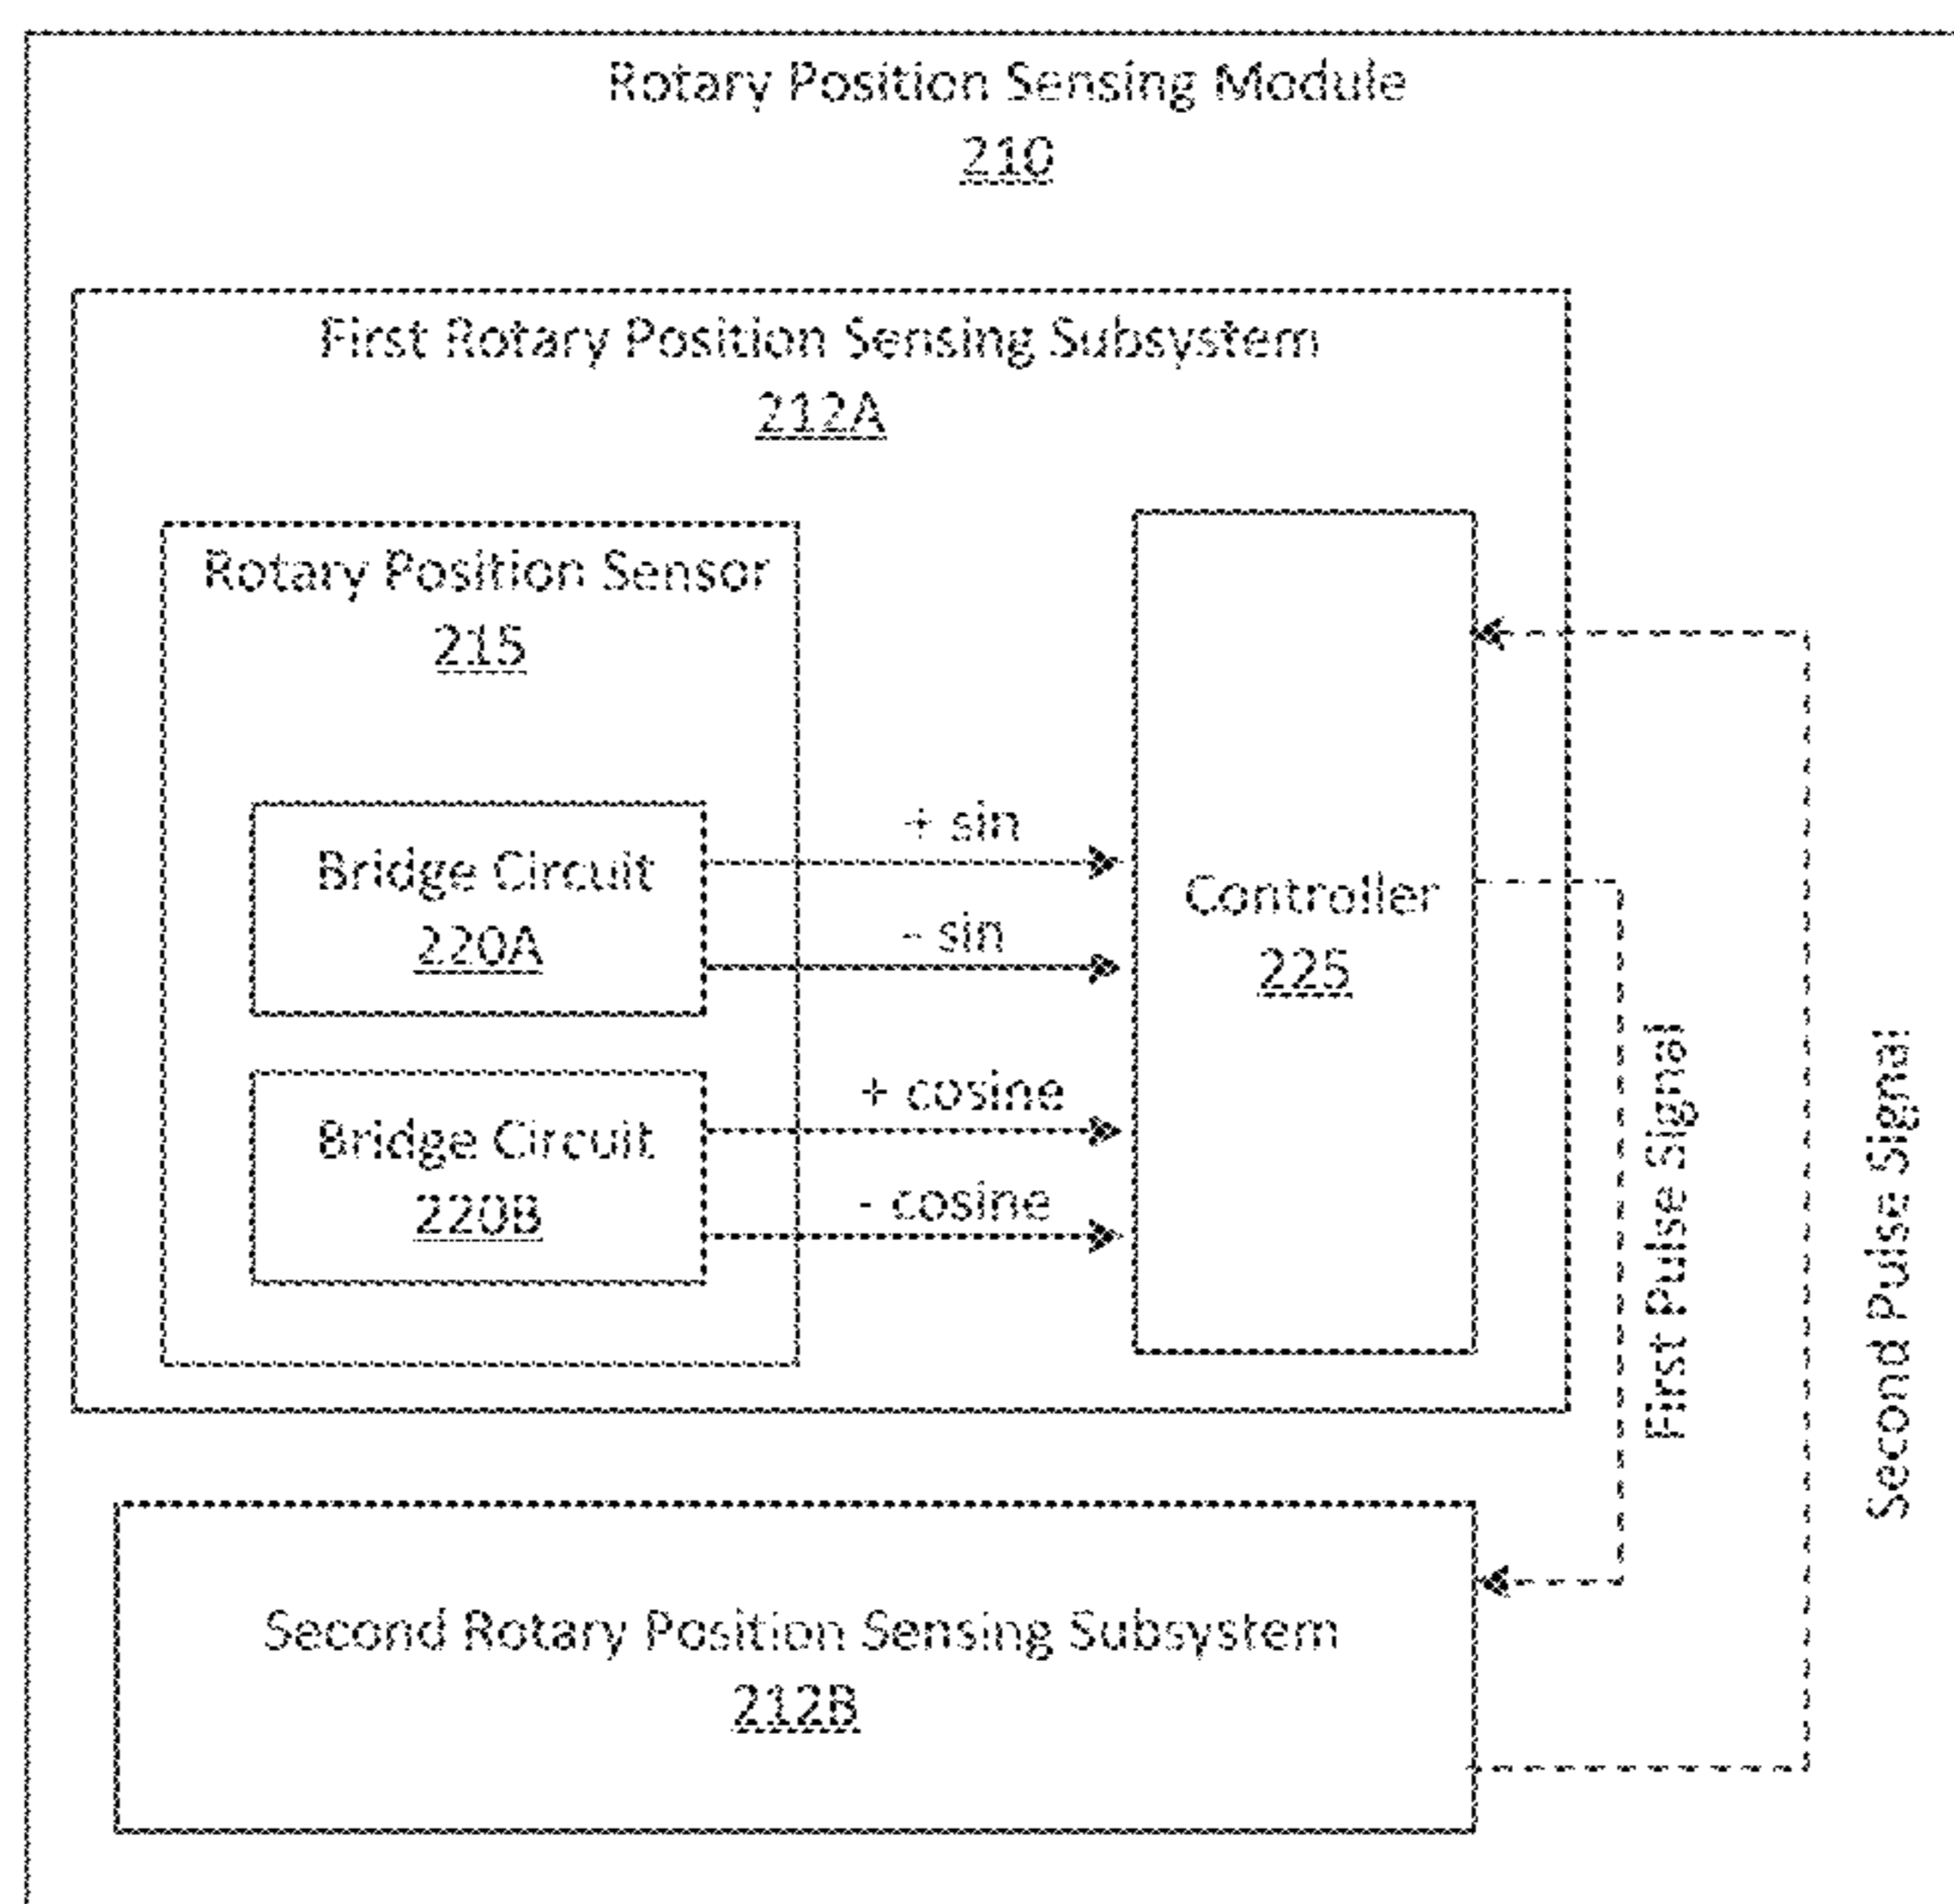 Rotary Position Sensing Module
210
First Rotary Position Sensing Subsystem
212A
Rotary Position Sensor
215
Bridge Circuit
220A
+ sin
- sin
Bridge Circuit
220B
+ cosine
- cosine
Controller
225
First Pulse Signal
Second Pulse Signal
Second Rotary Position Sensing Subsystem
212B